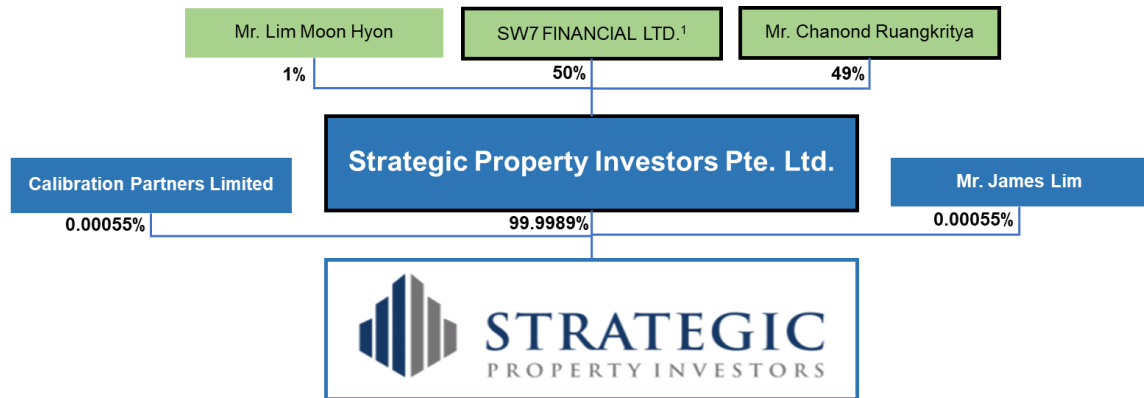 Mr. Lim Moon Hyon
SW7 FINANCIAL LTD.¹
Mr. Chanond Ruangkritya
1%
50%
49%
Strategic Property Investors Pte. Ltd.
Calibration Partners Limited
Mr. James Lim
0.00055%
99.9989%
0.00055%
STRATEGIC
PROPERTY INVESTORS